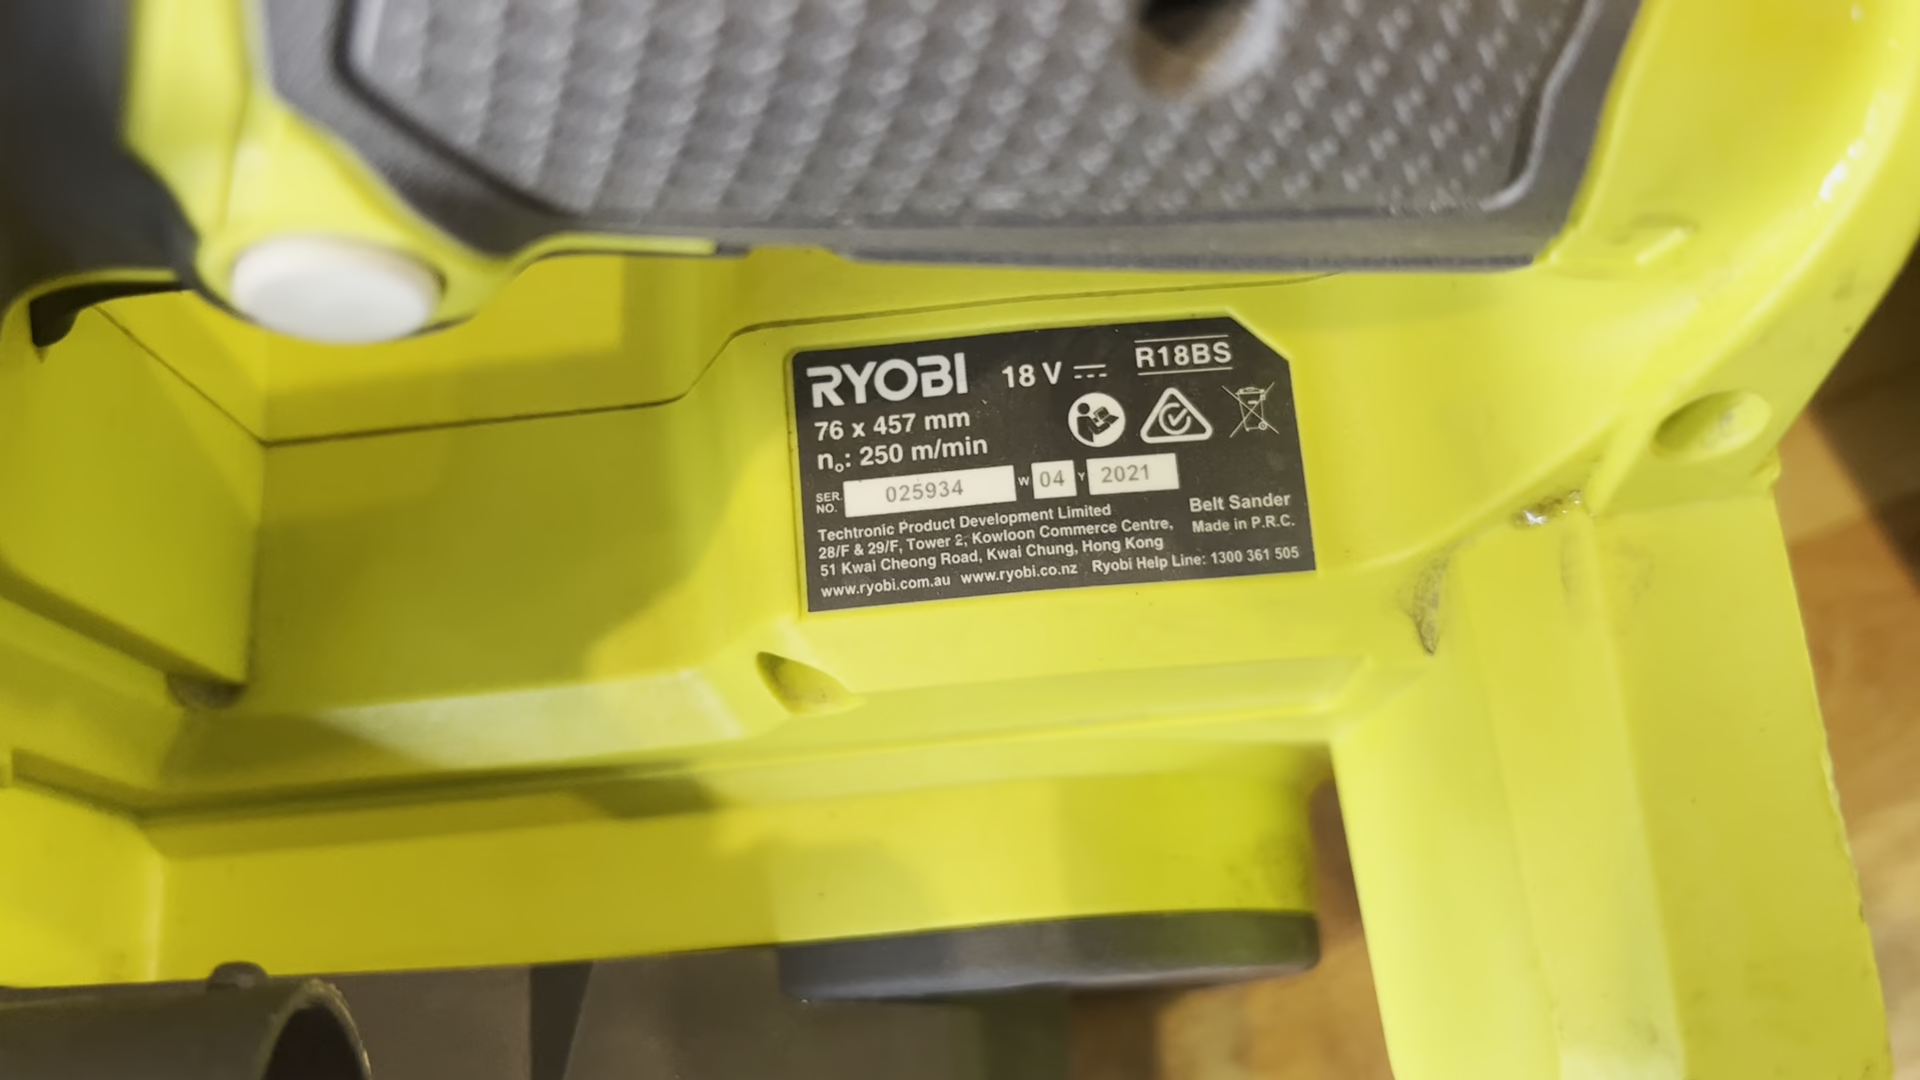 RYOBI 18 V R18BS
76 x 457 mm
nₒ: 250 m/min
SER. NO. 025934 W 04 Y 2021
Techtronic Product Development Limited
28/F & 29/F, Tower 2, Kowloon Commerce Centre,
51 Kwai Cheong Road, Kwai Chung, Hong Kong
Belt Sander
Made in P.R.C.
www.ryobi.com.au www.ryobi.co.nz Ryobi Help Line: 1300 361 505